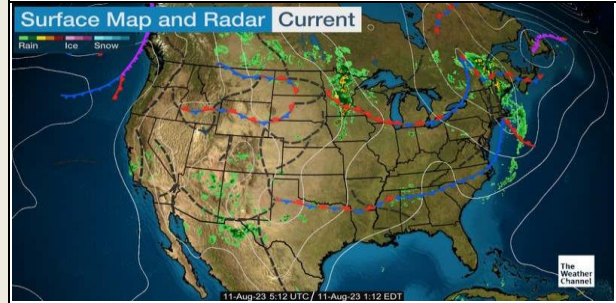 Surface Map and Radar Current
Rain Ice Snow
The
Weather
Channel
11-Aug-23 5:12 UTC / 11-Aug-23 1:12 EDT